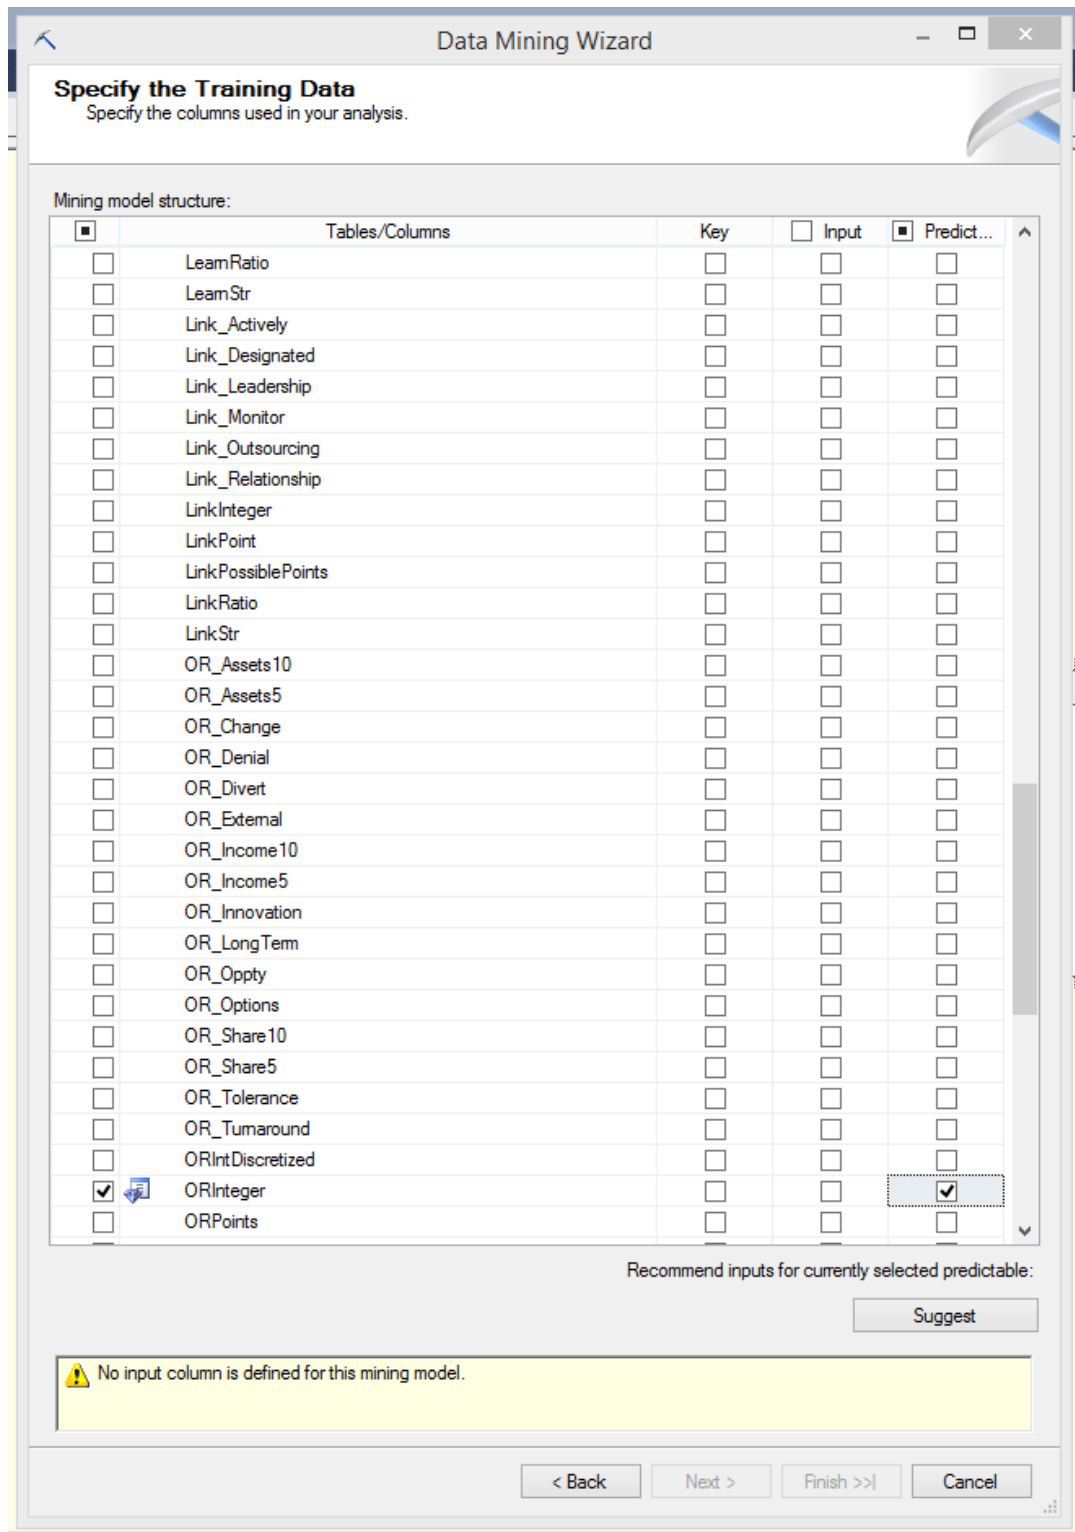 Data Mining Wizard
Specify the Training Data
Specify the columns used in your analysis.
Mining model structure:
Tables/Columns Key Input Predict...
LearnRatio
LearnStr
Link_Actively
Link_Designated
Link_Leadership
Link_Monitor
Link_Outsourcing
Link_Relationship
LinkInteger
LinkPoint
LinkPossiblePoints
LinkRatio
LinkStr
OR_Assets10
OR_Assets5
OR_Change
OR_Denial
OR_Divert
OR_External
OR_Income10
OR_Income5
OR_Innovation
OR_LongTerm
OR_Oppty
OR_Options
OR_Share10
OR_Share5
OR_Tolerance
OR_Turnaround
ORIntDiscretized
ORInteger
ORPoints
Recommend inputs for currently selected predictable:
Suggest
No input column is defined for this mining model.
< Back Next > Finish >>| Cancel